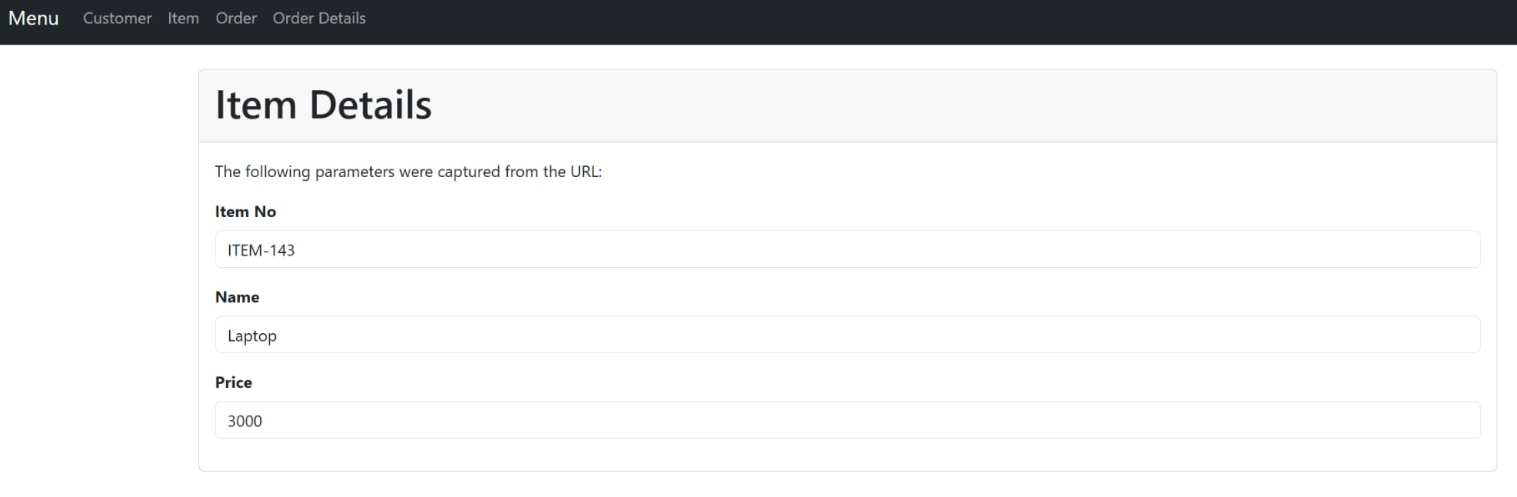 Menu Customer Item Order Order Details
Item Details
The following parameters were captured from the URL:
Item No
ITEM-143
Name
Laptop
Price
3000